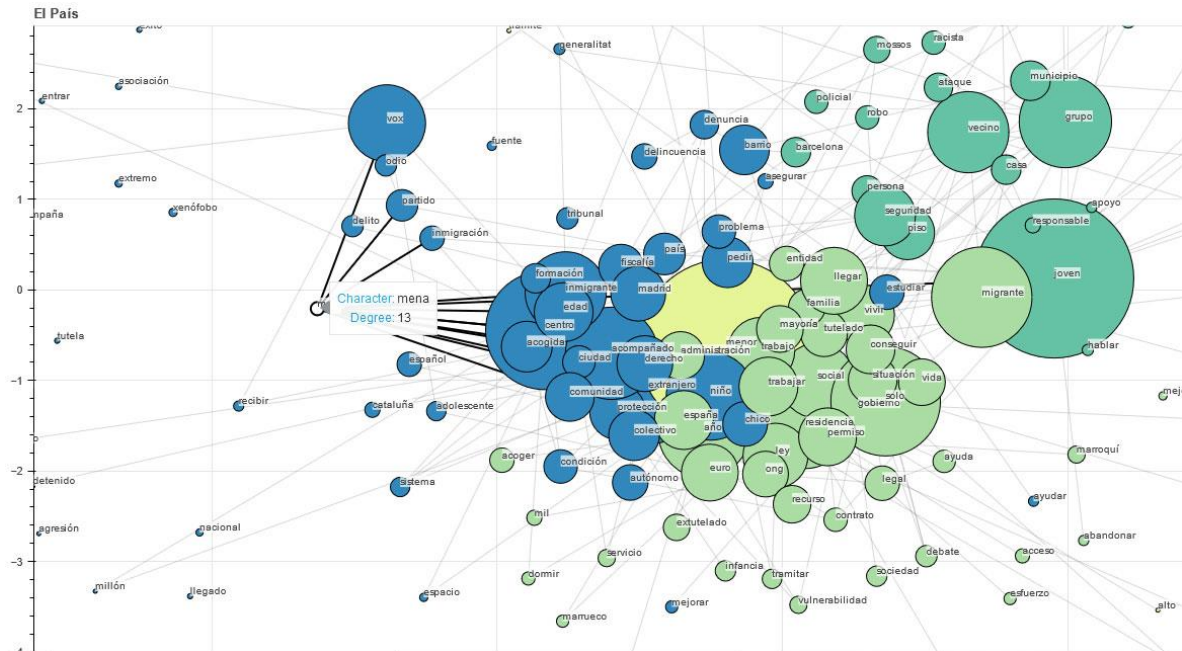 El País
éxito
tramite
generalitat
mossos
racista
asociación
entrar
ataque
municipio
policial
vox
denuncia
robo
vecino
grupo
fuente
barrio
barcelona
odio
delincuencia
casa
extremo
asegurar
persona
partido
xenófobo
mpaña
apoyo
delito
tribunal
seguridad
responsable
problema
piso
inmigración
país
pedir
entidad
fiscalía
llegar
formación
joven
inmigrante
madrid
estudiar
migrante
Character: mena
Degree: 13
edad
familia
vivir
centro
mayoría
tutelado
tutela
acogida
acompañado
menor
trabajo
conseguir
hablar
administración
español
ciudad
derecho
situación
vida
comunidad
extranjero
niño
trabajar
social
solo
gobierno
recibir
cataluña
adolescente
protección
españa
chico
mej
colectivo
año
residencia
permiso
acoger
condición
ley
ayuda
marroquí
euro
ong
detenido
sistema
autónomo
legal
recurso
ayudar
mil
contrato
agresión
nacional
extutelado
abandonar
servicio
debate
acceso
millón
llegado
dormir
infancia
tramitar
sociedad
espacio
mejorar
vulnerabilidad
esfuerzo
alto
marrueco
2
1
0
−1
−2
−3
−4